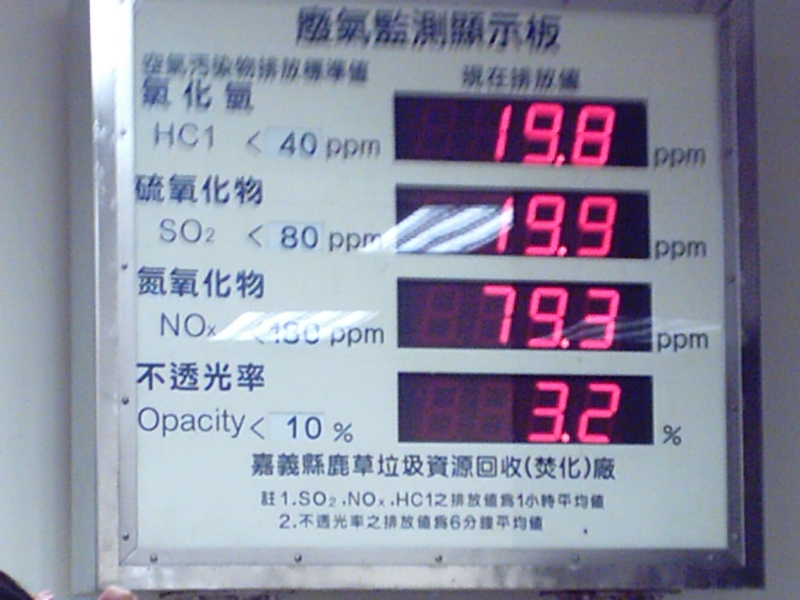 廢氣監測顯示板
空氣污染物排放標準值 現在排放值
氯化氫
HC1 < 40 ppm 19.8 ppm
硫氧化物
SO₂ < 80 ppm 19.9 ppm
氮氧化物
NOx < 180 ppm 79.3 ppm
不透光率
Opacity < 10 % 3.2 %
嘉義縣鹿草垃圾資源回收(焚化)廠
註1.SO₂、NOx、HC1之排放值為1小時平均值
2.不透光率之排放值為6分鐘平均值